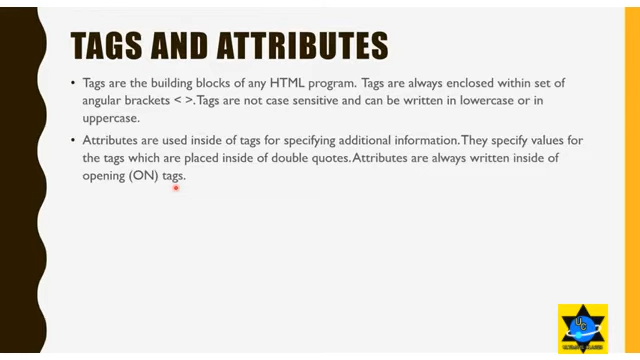 TAGS AND ATTRIBUTES
• Tags are the building blocks of any HTML program. Tags are always enclosed within set of
angular brackets < >. Tags are not case sensitive and can be written in lowercase or in
uppercase.
• Attributes are used inside of tags for specifying additional information. They specify values for
the tags which are placed inside of double quotes. Attributes are always written inside of
opening (ON) tags.
UC